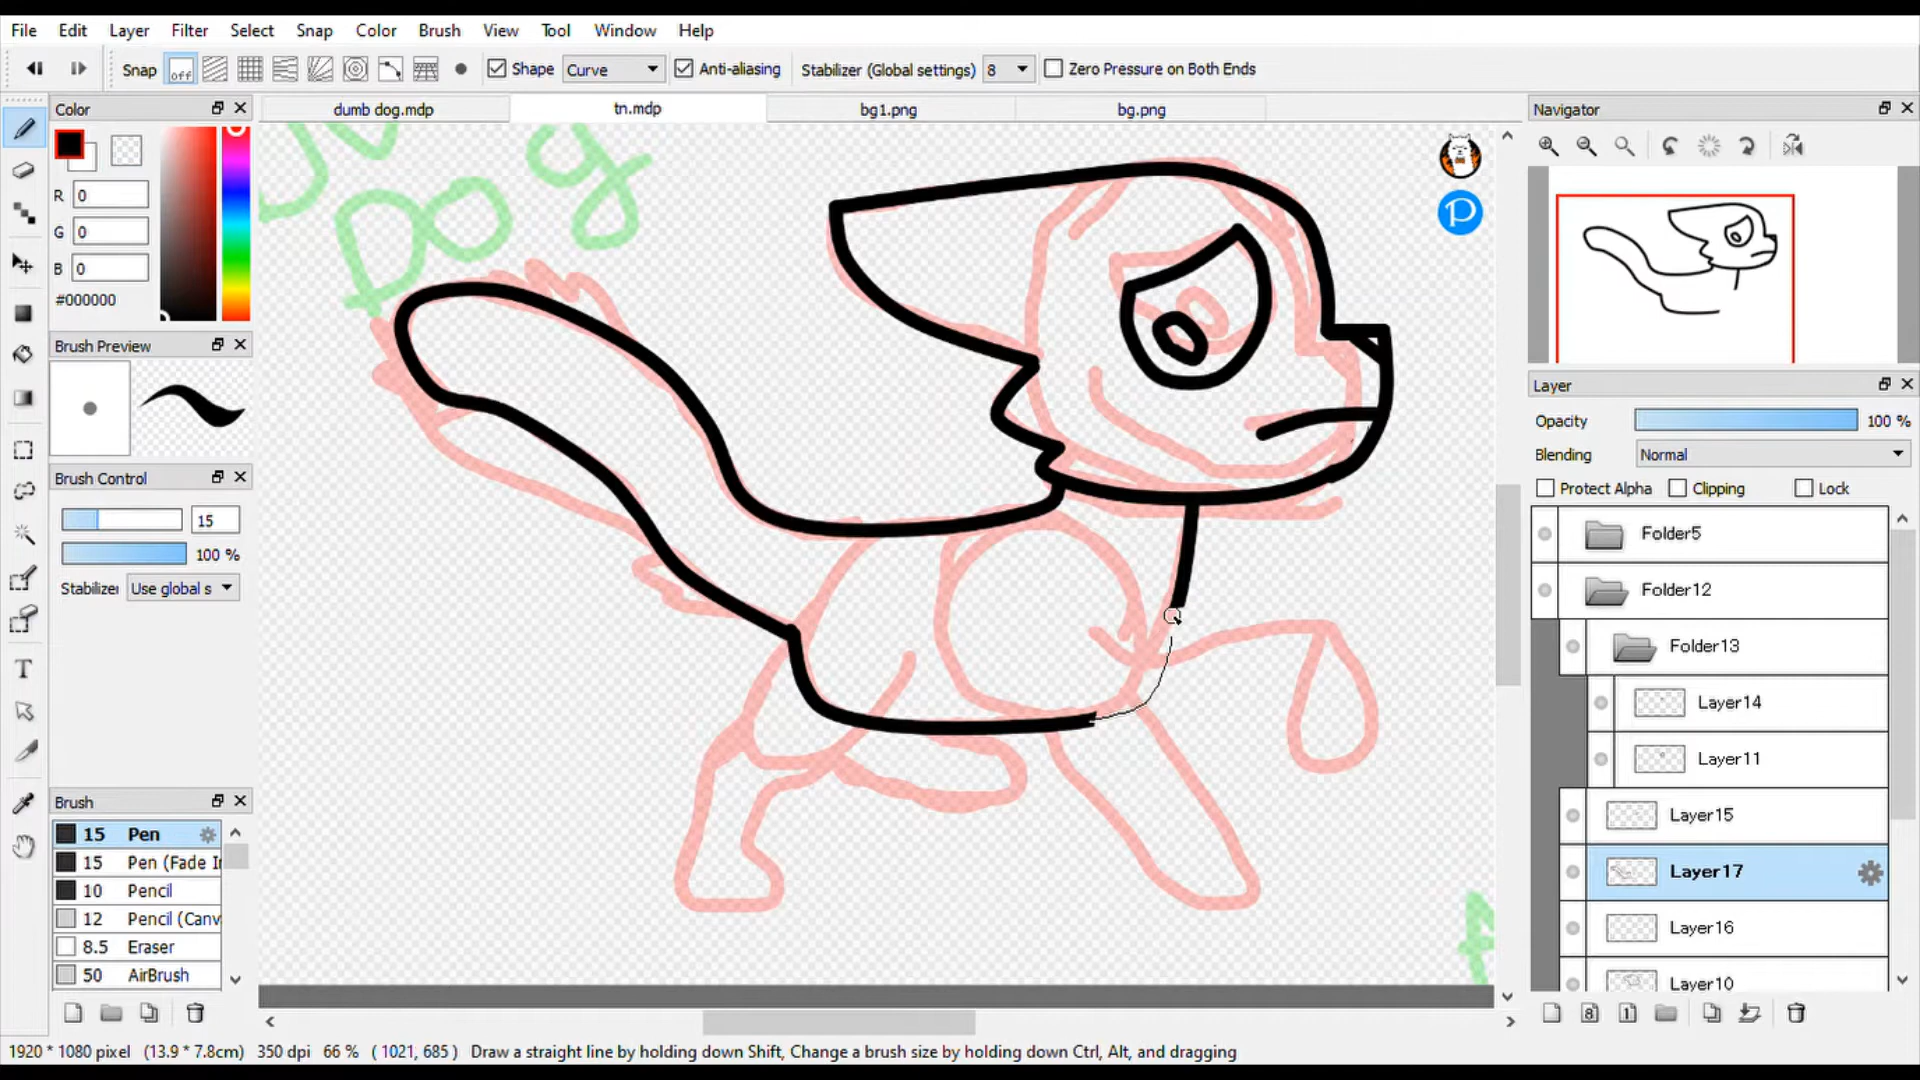 File Edit Layer Filter Select Snap Color Brush View Tool Window Help
Snap off Shape Curve Anti-aliasing Stabilizer (Global settings) 8 Zero Pressure on Both Ends
Color
dumb dog.mdp tn.mdp bg1.png bg.png
Navigator
R 0
G 0
B 0
#000000
Dog
P
Brush Preview
Brush Control
15
100 %
Stabilizer Use global s
Layer
Opacity 100 %
Blending Normal
Protect Alpha Clipping Lock
Folder5
Folder12
Folder13
Layer14
Layer11
Layer15
Layer17
Layer16
Layer10
Brush
15 Pen
15 Pen (Fade In
10 Pencil
12 Pencil (Canv
8.5 Eraser
50 AirBrush
T
8 1
1920 * 1080 pixel (13.9 * 7.8cm) 350 dpi 66 % ( 1021, 685 ) Draw a straight line by holding down Shift, Change a brush size by holding down Ctrl, Alt, and dragging